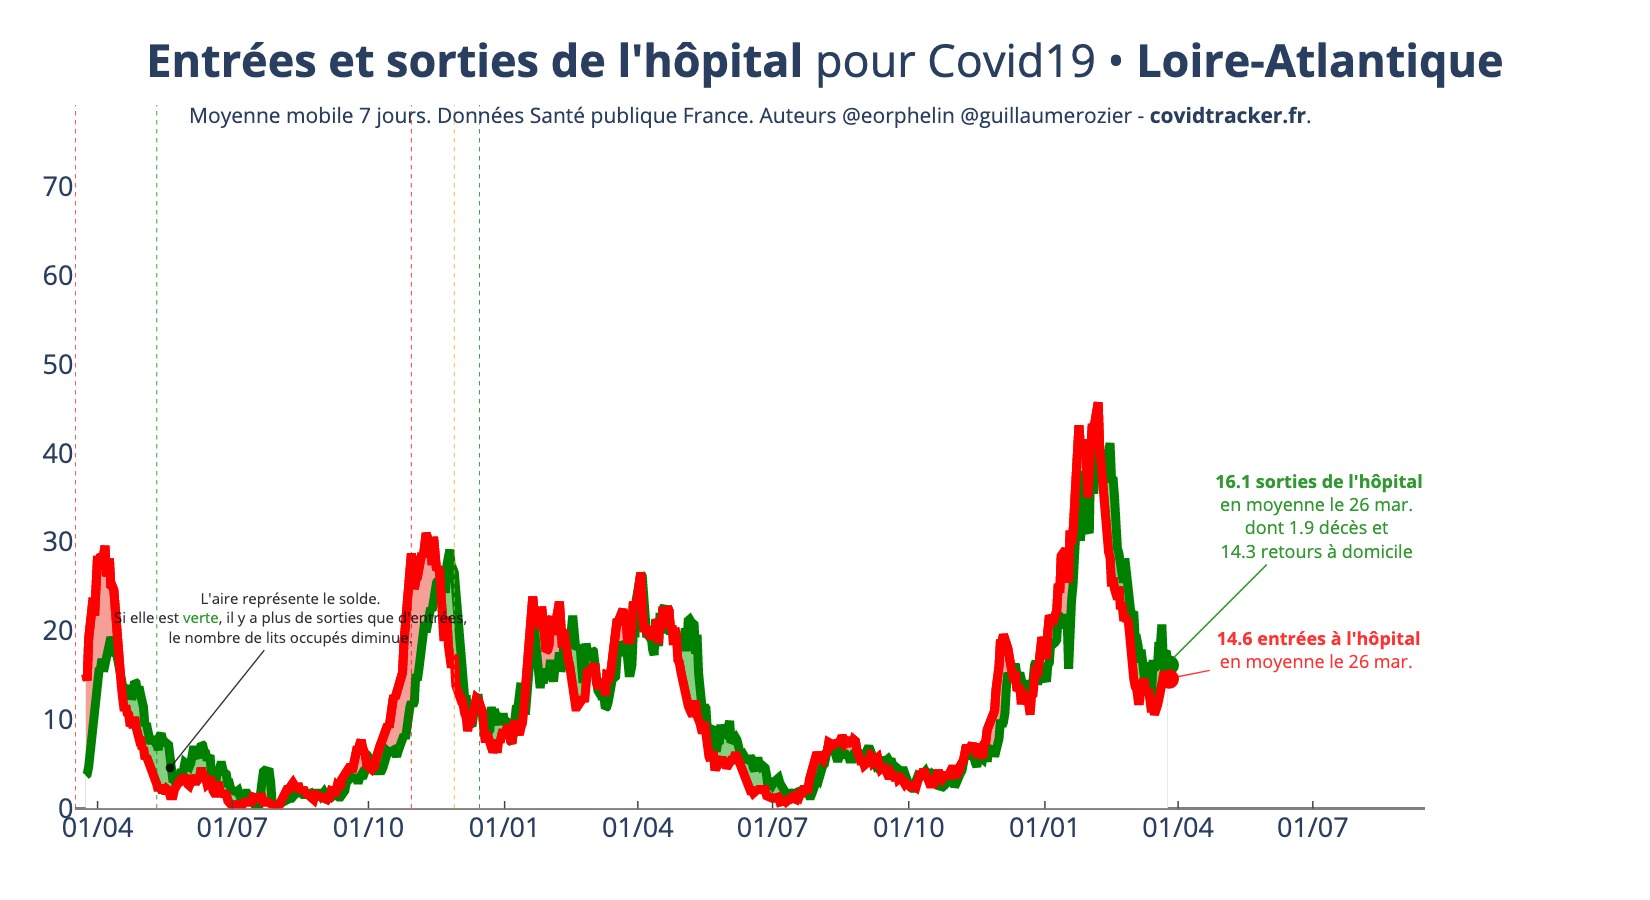 Entrées et sorties de l'hôpital pour Covid19 • Loire-Atlantique
Moyenne mobile 7 jours. Données Santé publique France. Auteurs @eorphelin @guillaumerozier - covidtracker.fr.
70
60
50
40
30
20
10
0
L'aire représente le solde.
Si elle est verte, il y a plus de sorties que d'entrées,
le nombre de lits occupés diminue.
16.1 sorties de l'hôpital
en moyenne le 26 mar.
dont 1.9 décès et
14.3 retours à domicile
14.6 entrées à l'hôpital
en moyenne le 26 mar.
01/04 01/07 01/10 01/01 01/04 01/07 01/10 01/01 01/04 01/07